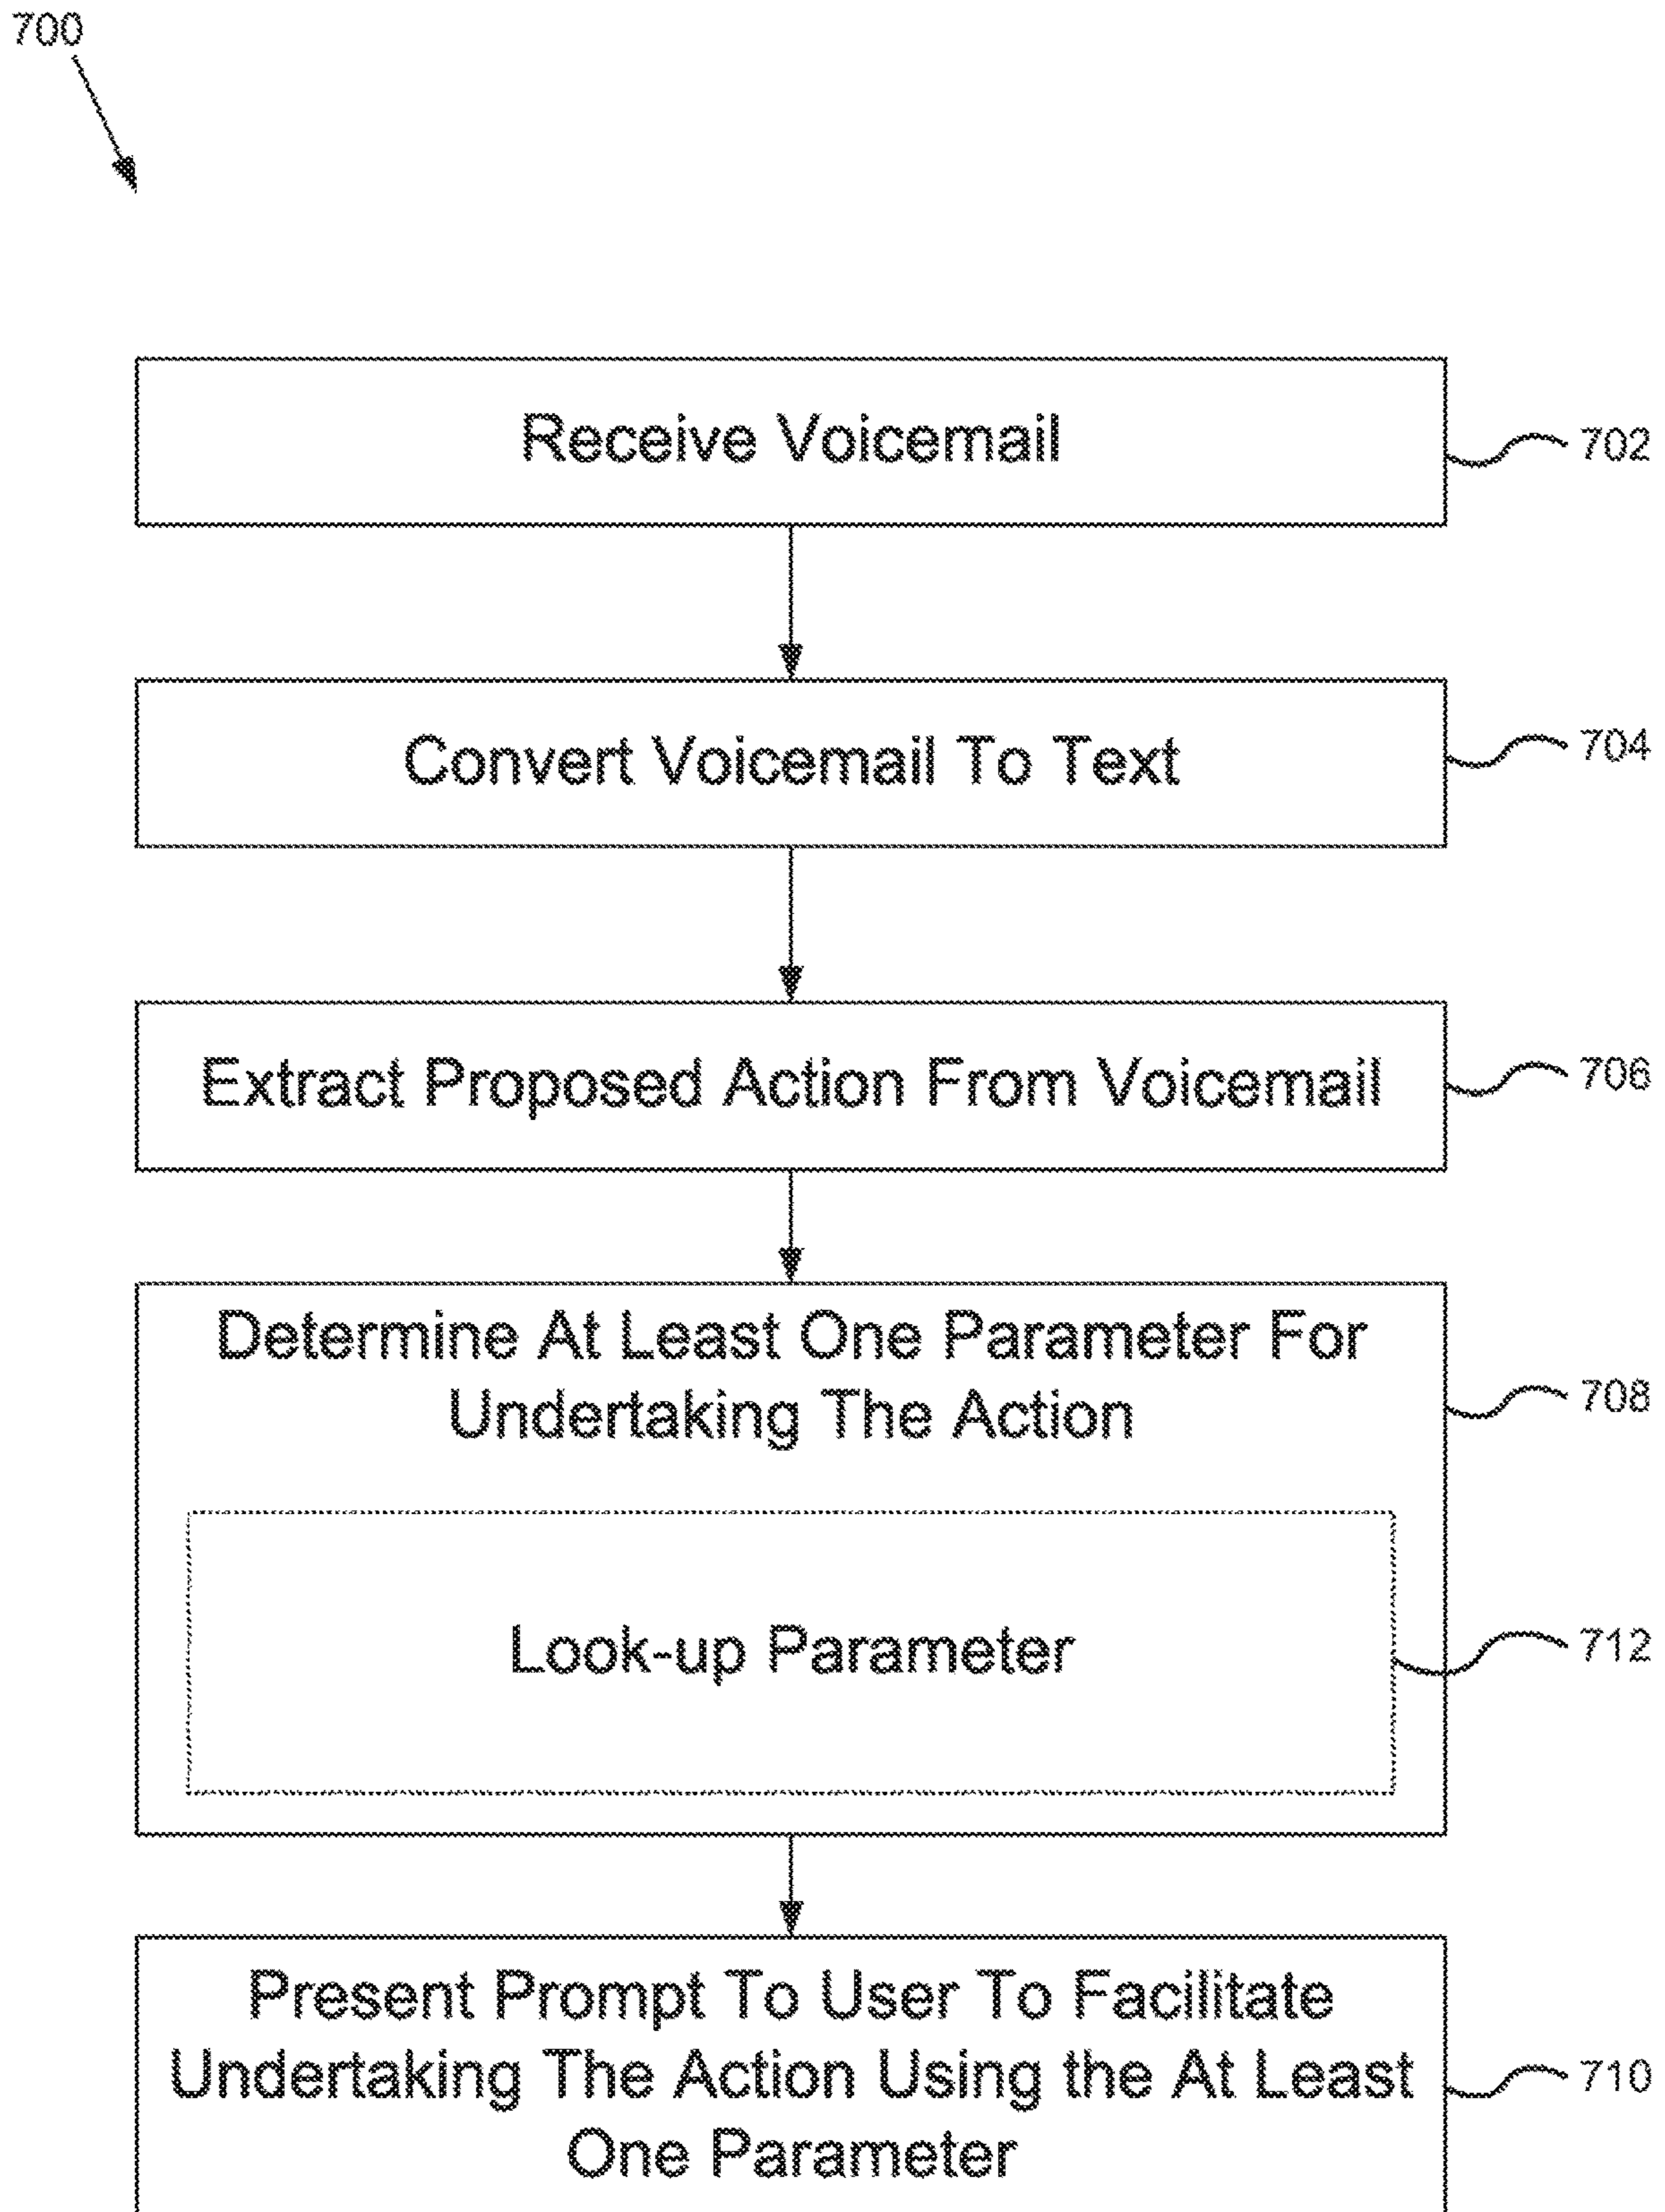 700
Receive Voicemail
702
Convert Voicemail To Text
704
Extract Proposed Action From Voicemail
706
Determine At Least One Parameter For
Undertaking The Action
708
Look-up Parameter
712
Present Prompt To User To Facilitate
Undertaking The Action Using the At Least
One Parameter
710